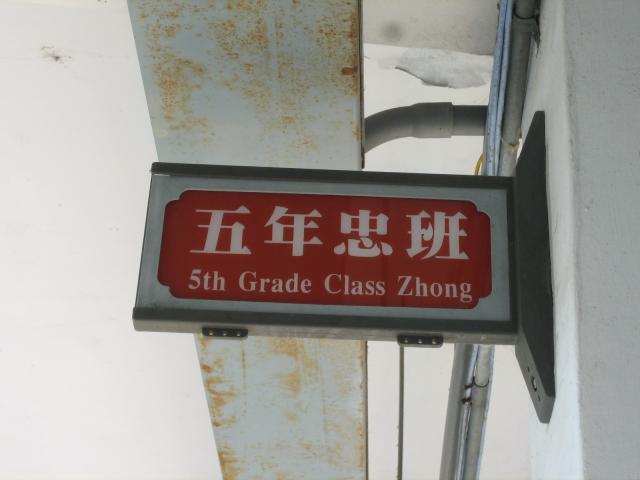 五年忠班
5th Grade Class Zhong